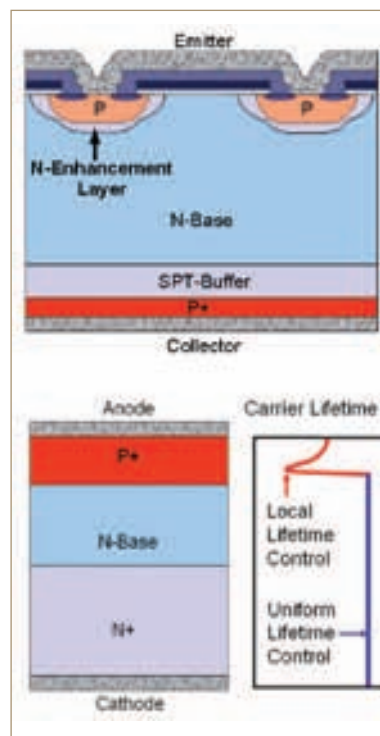 Emitter
P
P
N-Enhancement
Layer
N-Base
SPT-Buffer
P+
Collector
Anode
Carrier Lifetime
P+
Local
Lifetime
Control
N-Base
Uniform
Lifetime
Control
N+
Cathode